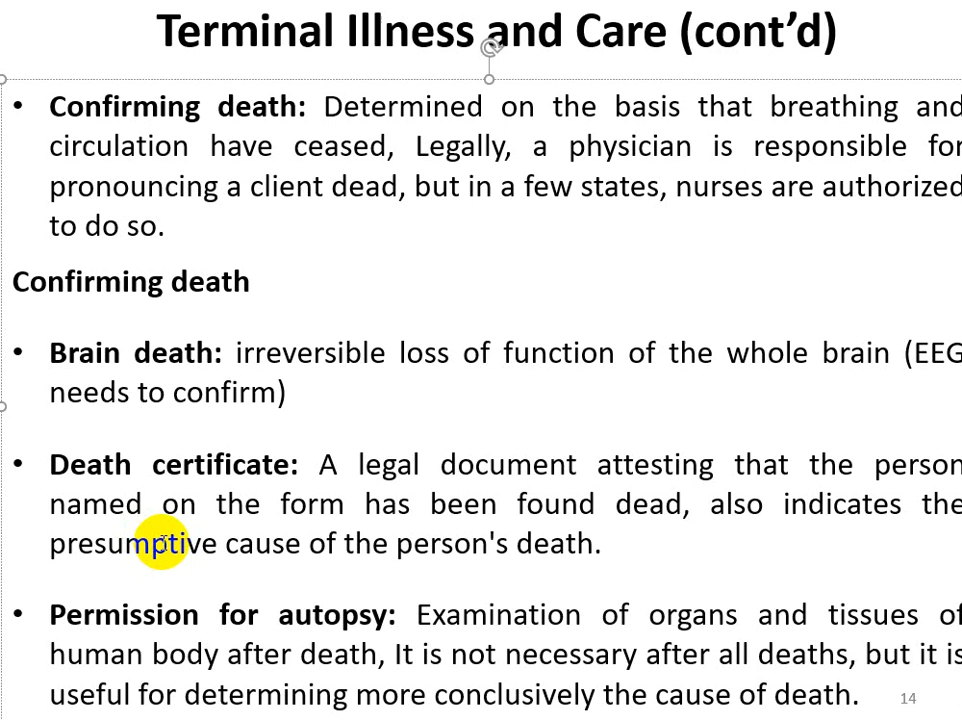 Terminal Illness and Care (cont’d)
• Confirming death: Determined on the basis that breathing and
circulation have ceased, Legally, a physician is responsible for
pronouncing a client dead, but in a few states, nurses are authorized
to do so.
Confirming death
• Brain death: irreversible loss of function of the whole brain (EEG
needs to confirm)
• Death certificate: A legal document attesting that the person
named on the form has been found dead, also indicates the
presumptive cause of the person's death.
• Permission for autopsy: Examination of organs and tissues of
human body after death, It is not necessary after all deaths, but it is
useful for determining more conclusively the cause of death.
14